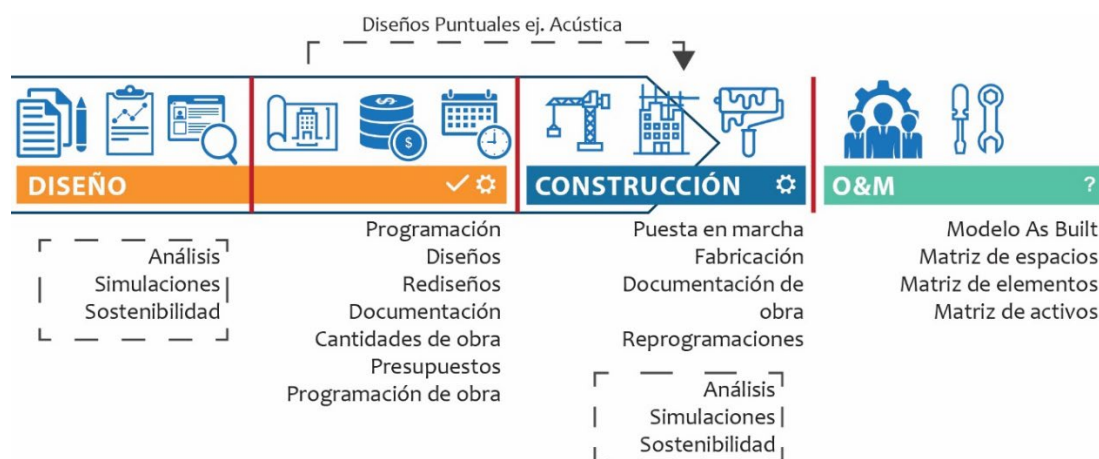 Diseños Puntuales ej. Acústica
DISEÑO
CONSTRUCCIÓN
O&M
?
Análisis
Simulaciones
Sostenibilidad
Programación
Diseños
Rediseños
Documentación
Cantidades de obra
Presupuestos
Programación de obra
Puesta en marcha
Fabricación
Documentación de
obra
Reprogramaciones
Análisis
Simulaciones
Sostenibilidad
Modelo As Built
Matriz de espacios
Matriz de elementos
Matriz de activos